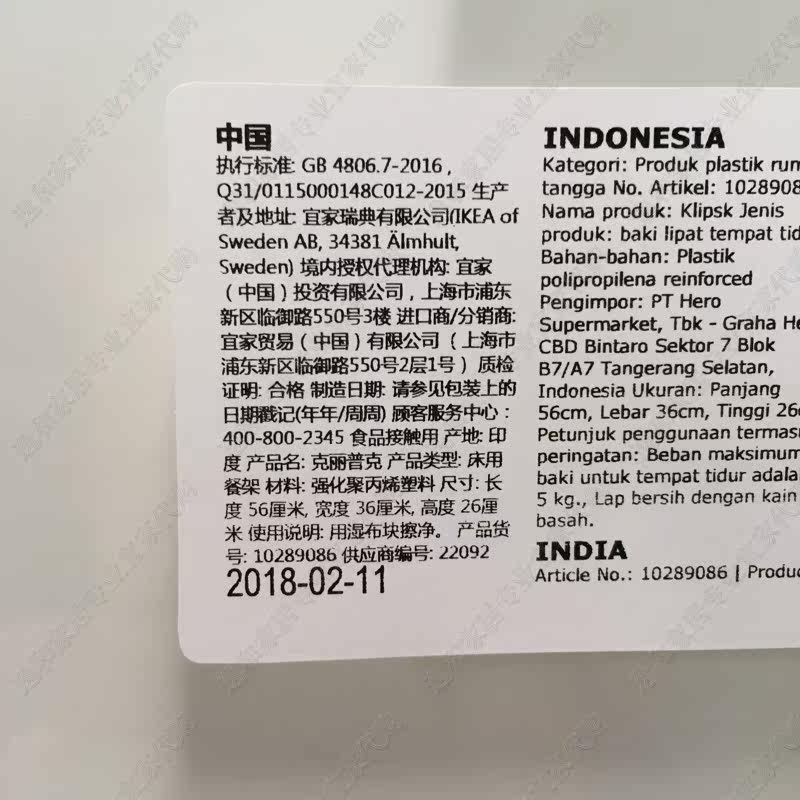 中国
执行标准: GB 4806.7-2016 ,
Q31/0115000148C012-2015 生产
者及地址: 宜家瑞典有限公司(IKEA of
Sweden AB, 34381 Älmhult,
Sweden) 境内授权代理机构: 宜家
（中国）投资有限公司，上海市浦东
新区临御路550号3楼 进口商/分销商:
宜家贸易（中国）有限公司（上海市
浦东新区临御路550号2层1号）质检
证明: 合格 制造日期: 请参见包装上的
日期戳记(年年/周周) 顾客服务中心：
400-800-2345 食品接触用 产地: 印
度 产品名: 克丽普克 产品类型: 床用
餐架 材料: 强化聚丙烯塑料 尺寸: 长
度 56厘米, 宽度 36厘米, 高度 26厘
米 使用说明: 用湿布块擦净。 产品货
号: 10289086 供应商编号: 22092
2018-02-11
INDONESIA
Kategori: Produk plastik rum
tangga No. Artikel: 1028908
Nama produk: Klipsk Jenis
produk: baki lipat tempat tid
Bahan-bahan: Plastik
polipropilena reinforced
Pengimpor: PT Hero
Supermarket, Tbk - Graha He
CBD Bintaro Sektor 7 Blok
B7/A7 Tangerang Selatan,
Indonesia Ukuran: Panjang
56cm, Lebar 36cm, Tinggi 26c
Petunjuk penggunaan termasu
peringatan: Beban maksimum
baki untuk tempat tidur adala
5 kg., Lap bersih dengan kain
basah.
INDIA
Article No.: 10289086 | Produc